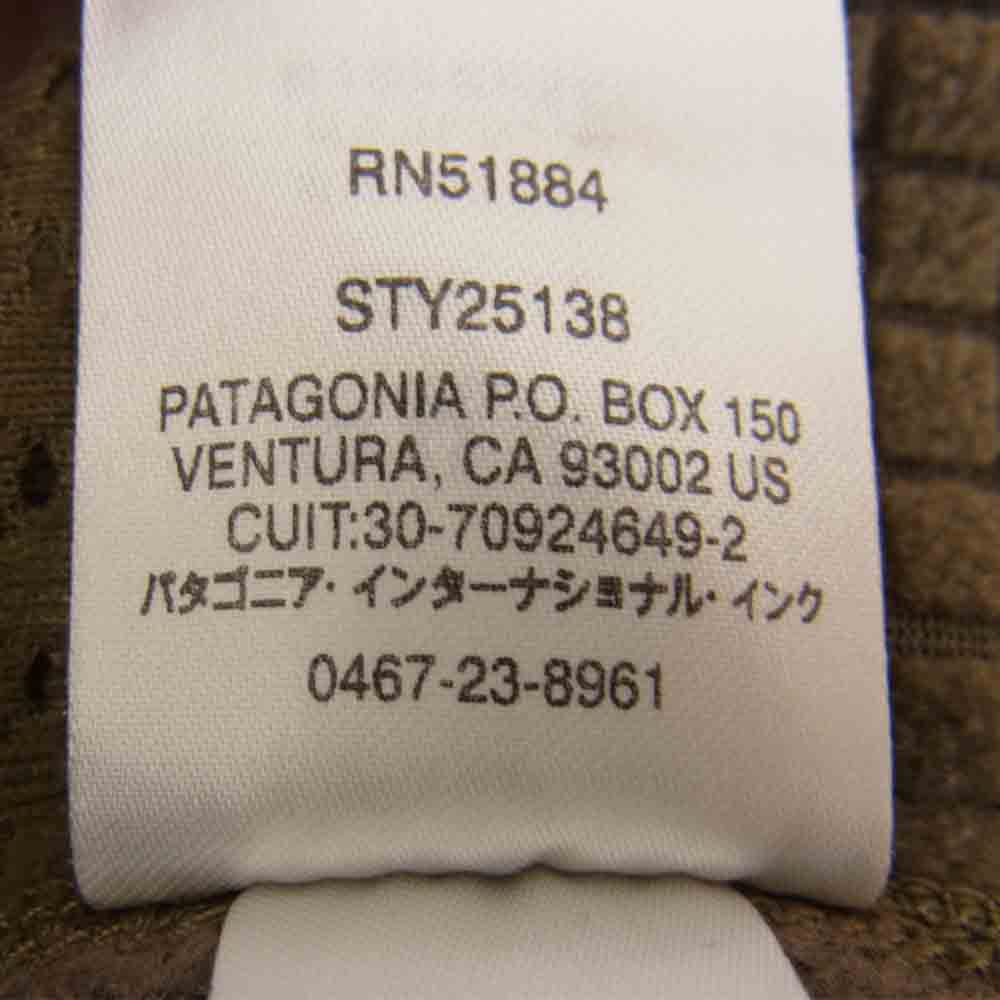 RN51884
STY25138
PATAGONIA P.O. BOX 150
VENTURA, CA 93002 US
CUIT:30-70924649-2
パタゴニア・インターナショナル・インク
0467-23-8961